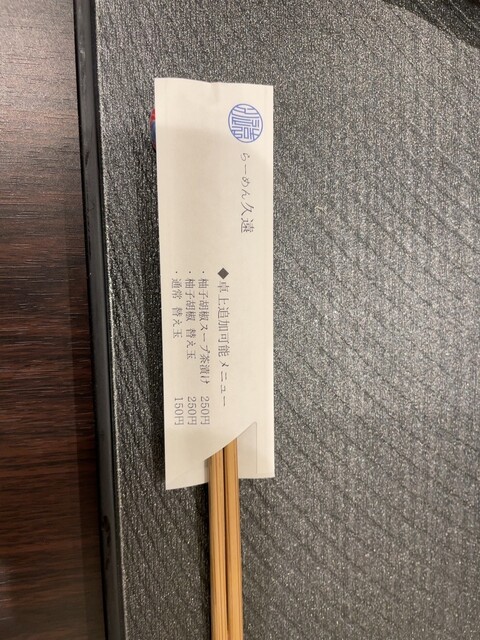 らーめん 久遠
◆卓上追加可能メニュー
・柚子胡椒スープ茶漬け 250円
・柚子胡椒 替え玉 250円
・通常 替え玉 150円